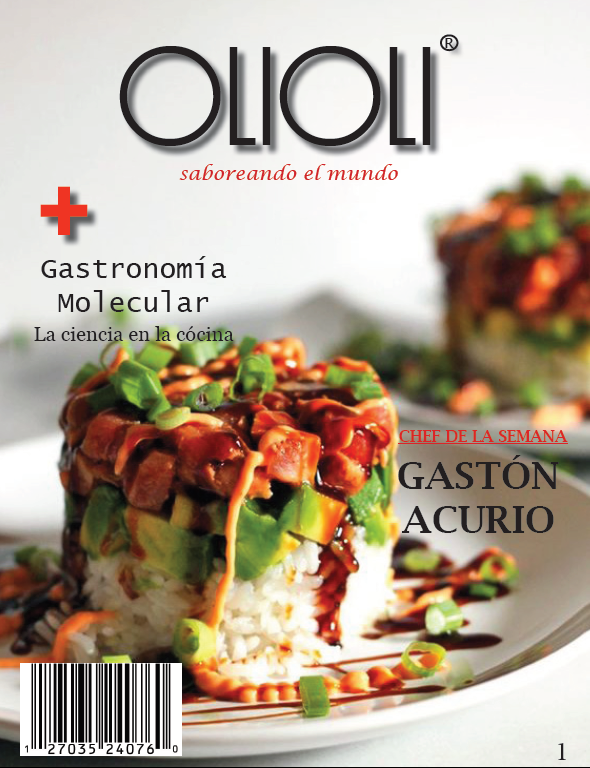 OLIOLI®
saboreando el mundo
+
Gastronomía
Molecular
La ciencia en la cócina
CHEF DE LA SEMANA
GASTÓN
ACURIO
1 27035 24076 0
1